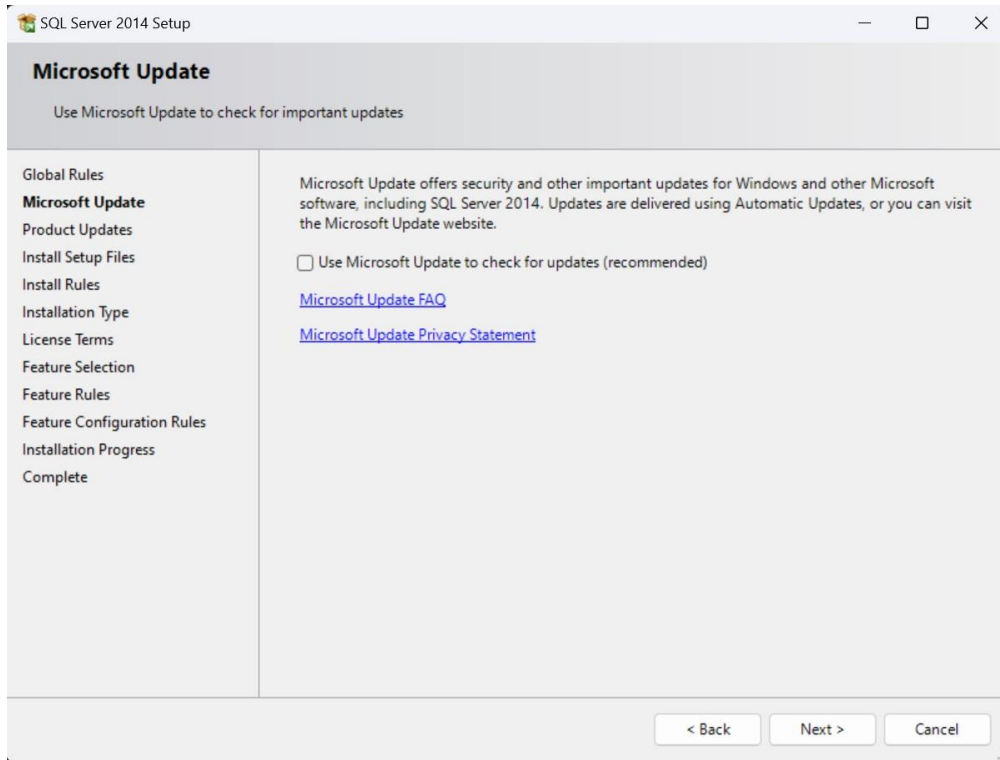 SQL Server 2014 Setup
Microsoft Update
Use Microsoft Update to check for important updates
Global Rules
Microsoft Update
Product Updates
Install Setup Files
Install Rules
Installation Type
License Terms
Feature Selection
Feature Rules
Feature Configuration Rules
Installation Progress
Complete
Microsoft Update offers security and other important updates for Windows and other Microsoft
software, including SQL Server 2014. Updates are delivered using Automatic Updates, or you can visit
the Microsoft Update website.
Use Microsoft Update to check for updates (recommended)
Microsoft Update FAQ
Microsoft Update Privacy Statement
< Back
Next >
Cancel